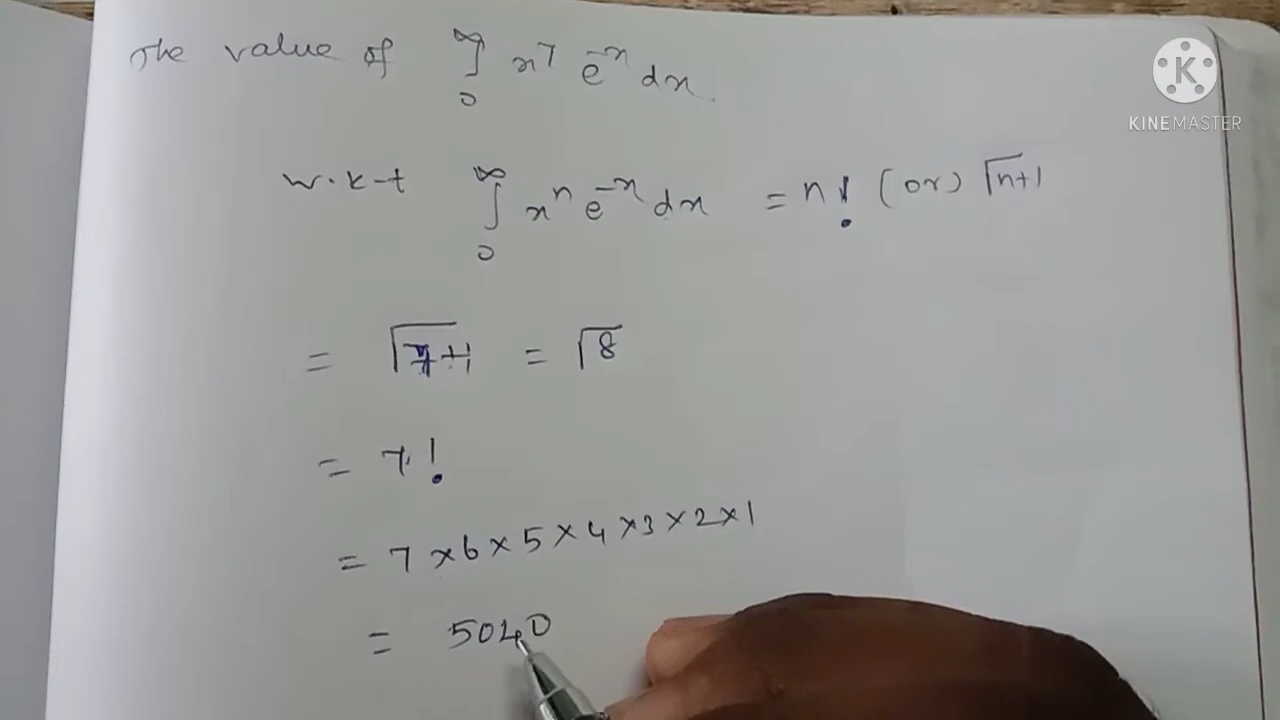 The value of ∫₀^∞ x⁷ e⁻ˣ dx.
K
KINEMASTER
w.k-t ∫₀^∞ xⁿ e⁻ˣ dx = n! (or) Γn+1
= Γ7+1 = Γ8
= 7!
= 7×6×5×4×3×2×1
= 5040